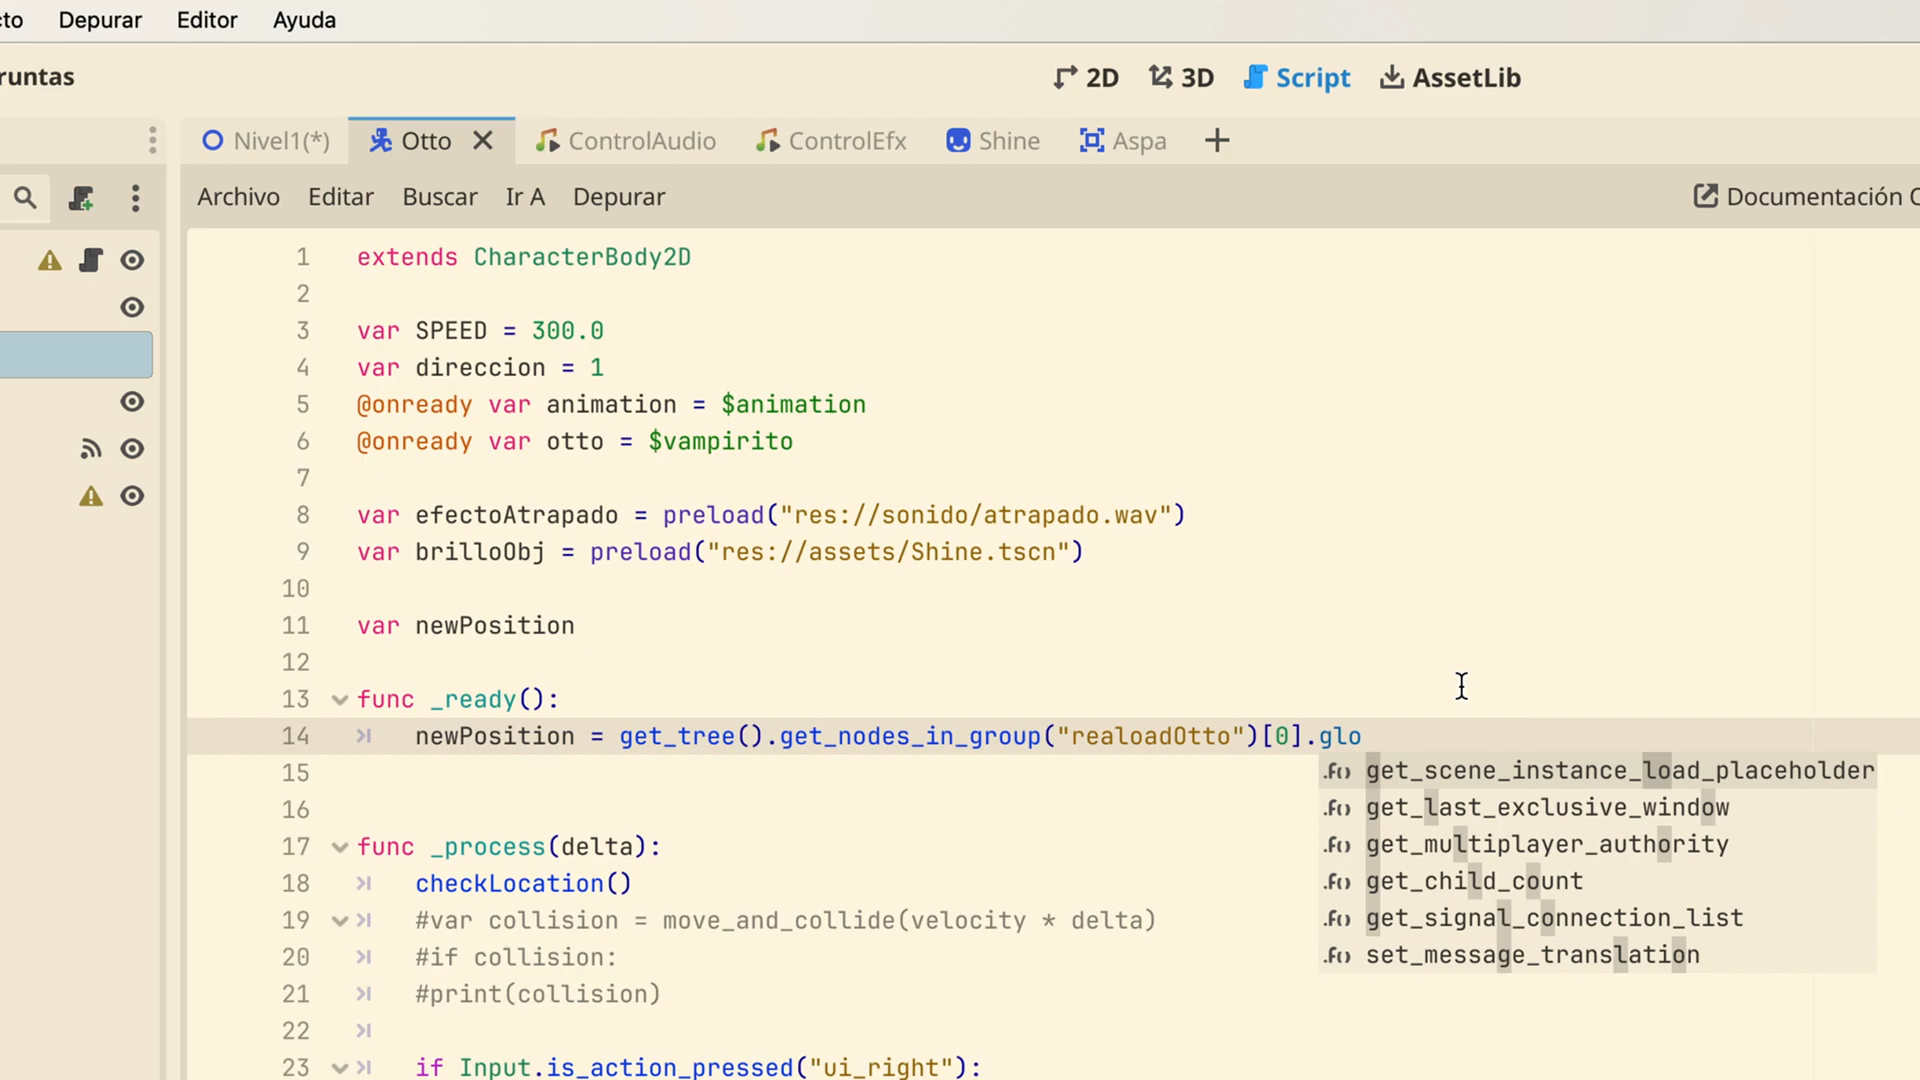 cto Depurar Editor Ayuda
runtas 2D 3D Script AssetLib
Nivel1(*) Otto ControlAudio ControlEfx Shine Aspa
Archivo Editar Buscar Ir A Depurar Documentación O
1 extends CharacterBody2D
2
3 var SPEED = 300.0
4 var direccion = 1
5 @onready var animation = $animation
6 @onready var otto = $vampirito
7
8 var efectoAtrapado = preload("res://sonido/atrapado.wav")
9 var brilloObj = preload("res://assets/Shine.tscn")
10
11 var newPosition
12
13 func _ready():
14 newPosition = get_tree().get_nodes_in_group("realoadOtto")[0].glo
.f() get_scene_instance_load_placeholder
15
.f() get_last_exclusive_window
16
.f() get_multiplayer_authority
17 func _process(delta):
.f() get_child_count
18 checkLocation()
.f() get_signal_connection_list
19 #var collision = move_and_collide(velocity * delta)
.f() set_message_translation
20 #if collision:
21 #print(collision)
22
23 if Input.is_action_pressed("ui_right"):